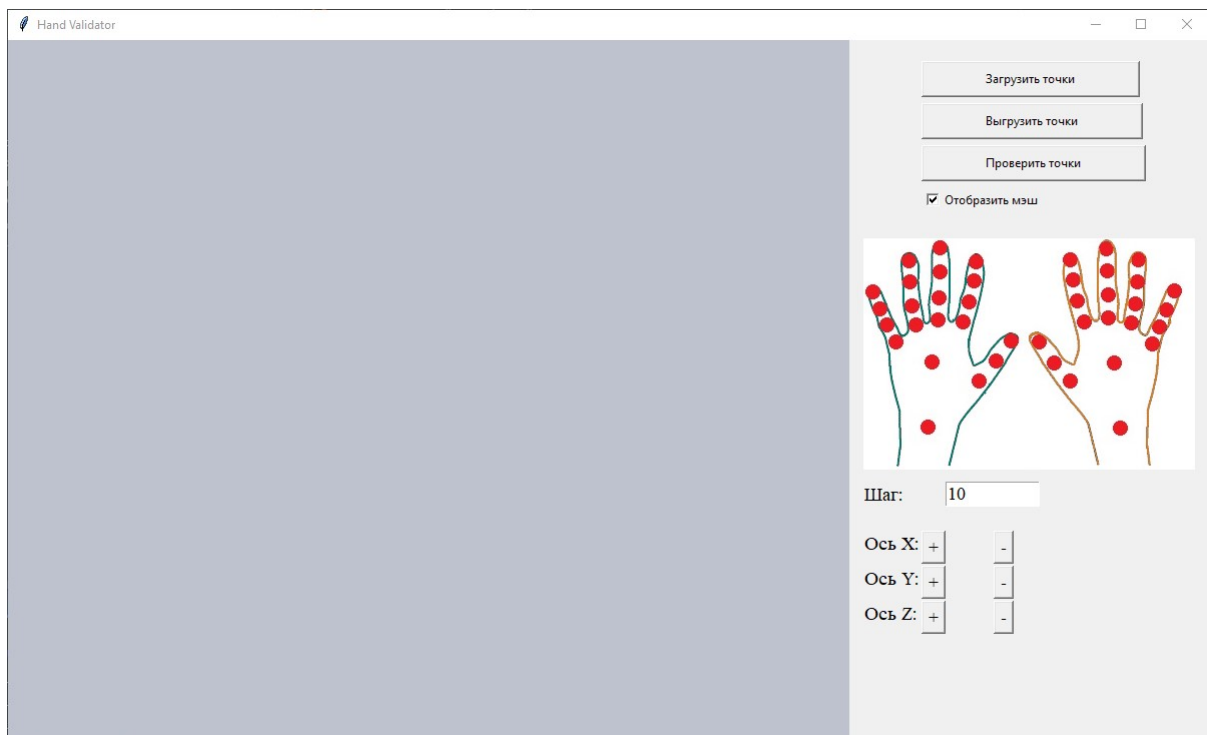 Hand Validator
Загрузить точки
Выгрузить точки
Проверить точки
Отобразить мэш
Шаг: 10
Ось X: + -
Ось Y: + -
Ось Z: + -